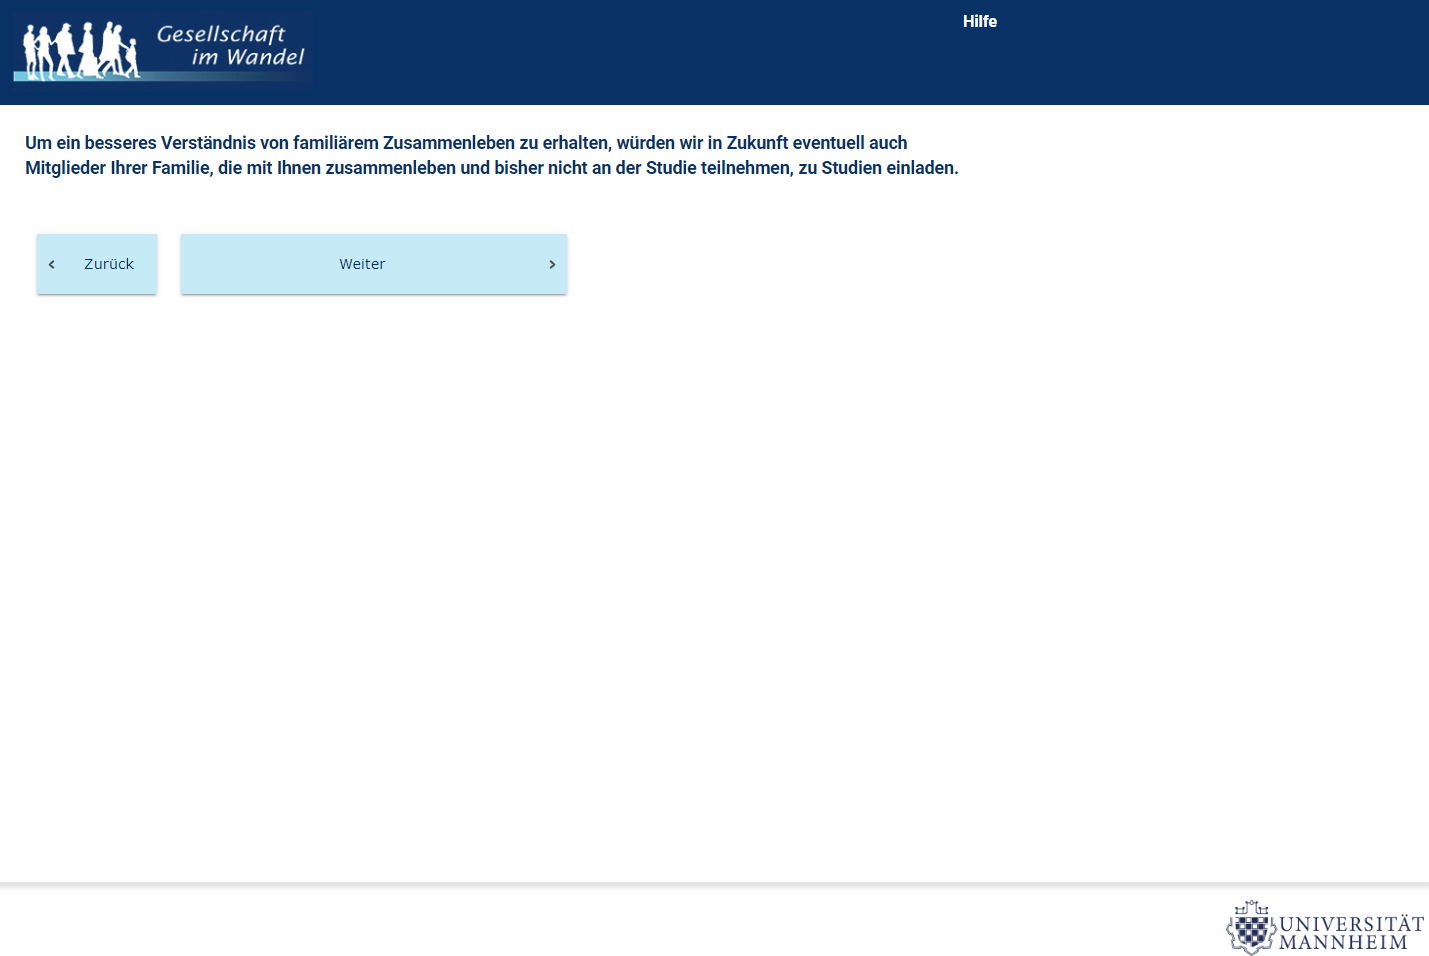 Gesellschaft
im Wandel
Hilfe
Um ein besseres Verständnis von familiärem Zusammenleben zu erhalten, würden wir in Zukunft eventuell auch
Mitglieder Ihrer Familie, die mit Ihnen zusammenleben und bisher nicht an der Studie teilnehmen, zu Studien einladen.
Zurück
Weiter
UNIVERSITÄT
MANNHEIM